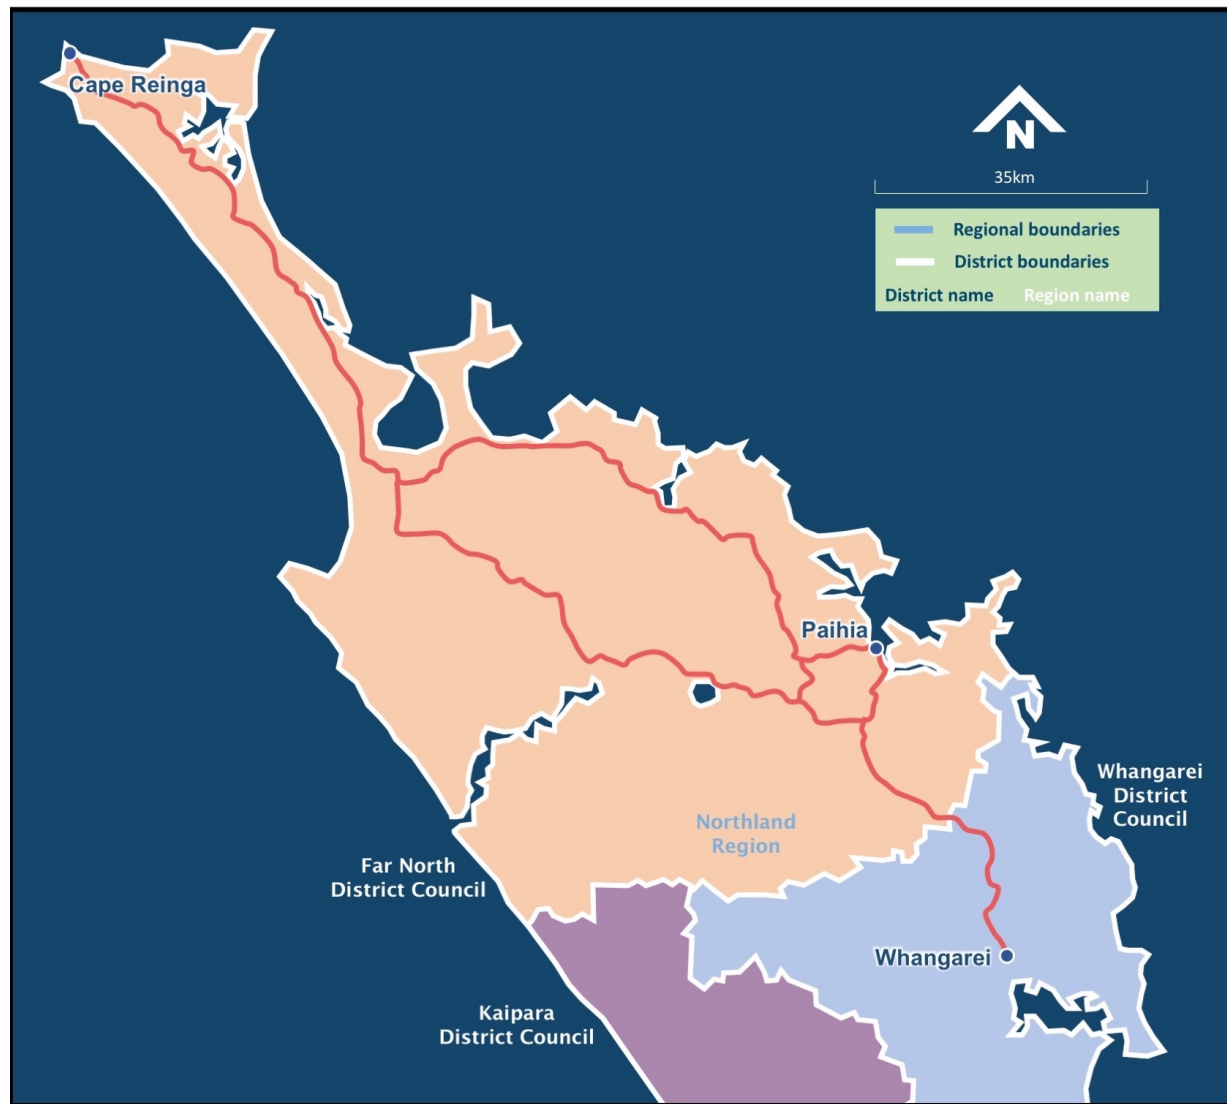 Cape Reinga
N
35km
Regional boundaries
District boundaries
District name Region name
Paihia
Whangarei
District
Council
Northland
Region
Far North
District Council
Whangarei
Kaipara
District Council